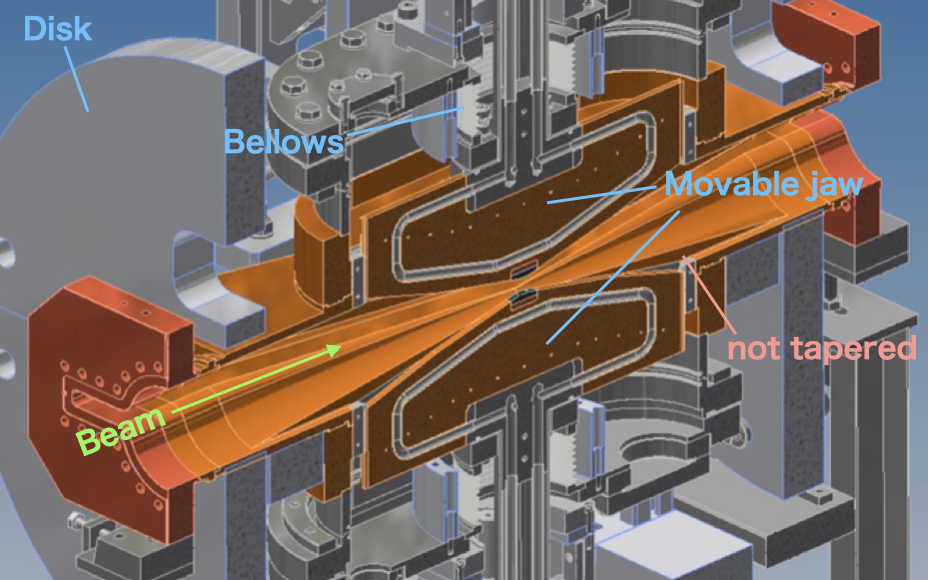 Disk
Bellows
Movable jaw
not tapered
Beam